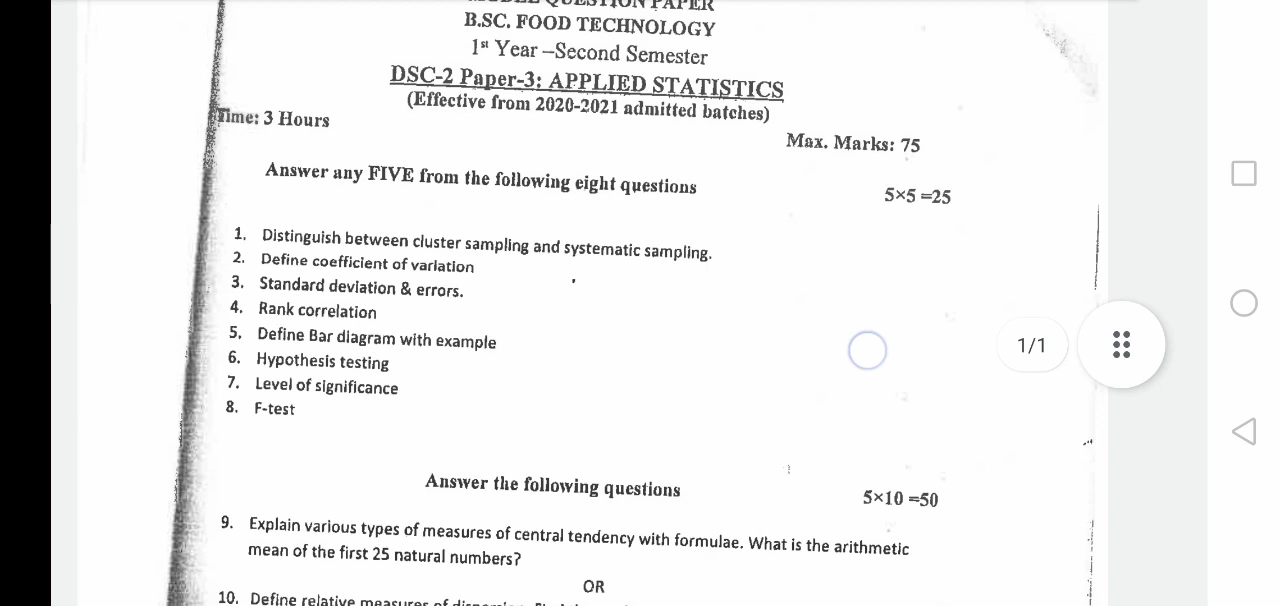 QUESTION PAPER
B.SC. FOOD TECHNOLOGY
1st Year –Second Semester
DSC-2 Paper-3: APPLIED STATISTICS
(Effective from 2020-2021 admitted batches)
Time: 3 Hours
Max. Marks: 75
Answer any FIVE from the following eight questions
5×5 =25
1. Distinguish between cluster sampling and systematic sampling.
2. Define coefficient of variation
3. Standard deviation & errors.
4. Rank correlation
5. Define Bar diagram with example
6. Hypothesis testing
7. Level of significance
8. F-test
1/1
Answer the following questions
5×10 =50
9. Explain various types of measures of central tendency with formulae. What is the arithmetic
mean of the first 25 natural numbers?
OR
10. Define relative measures of